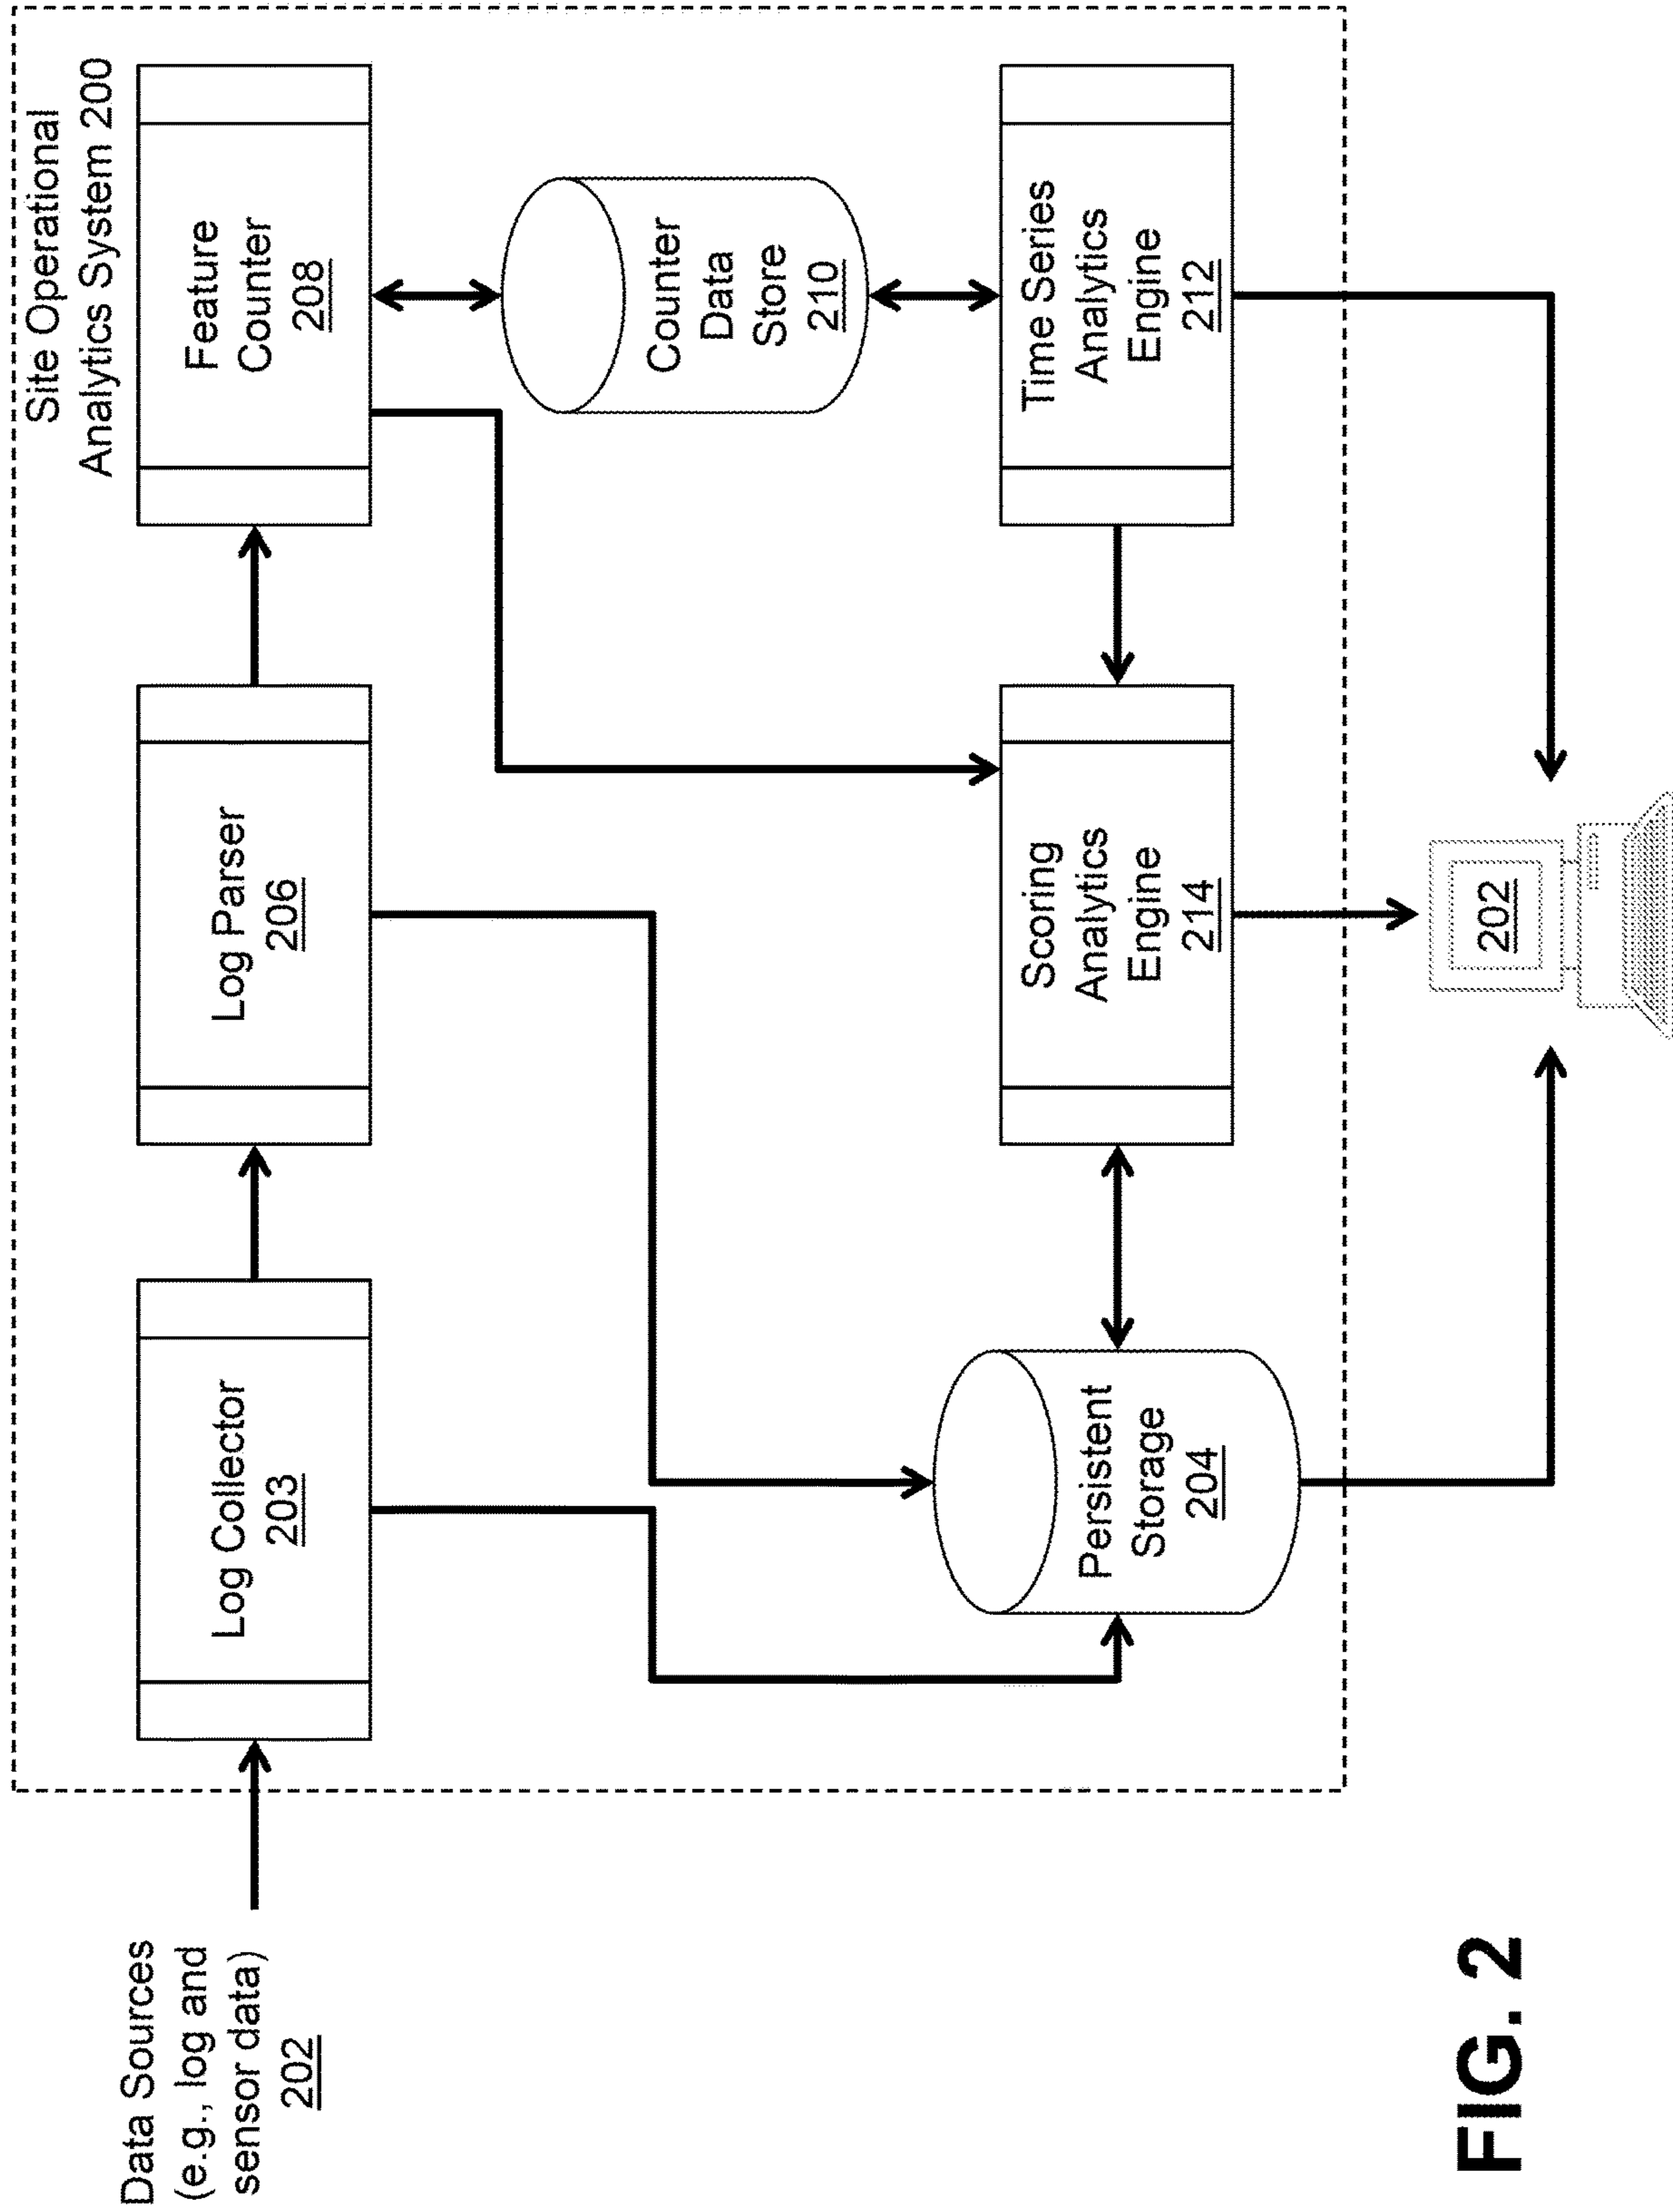 Site Operational
Analytics System 200
Data Sources
(e.g., log and
sensor data)
202
Log Collector
203
Log Parser
206
Feature
Counter
208
Counter
Data
Store
210
Persistent
Storage
204
Scoring
Analytics
Engine
214
Time Series
Analytics
Engine
212
202
FIG. 2